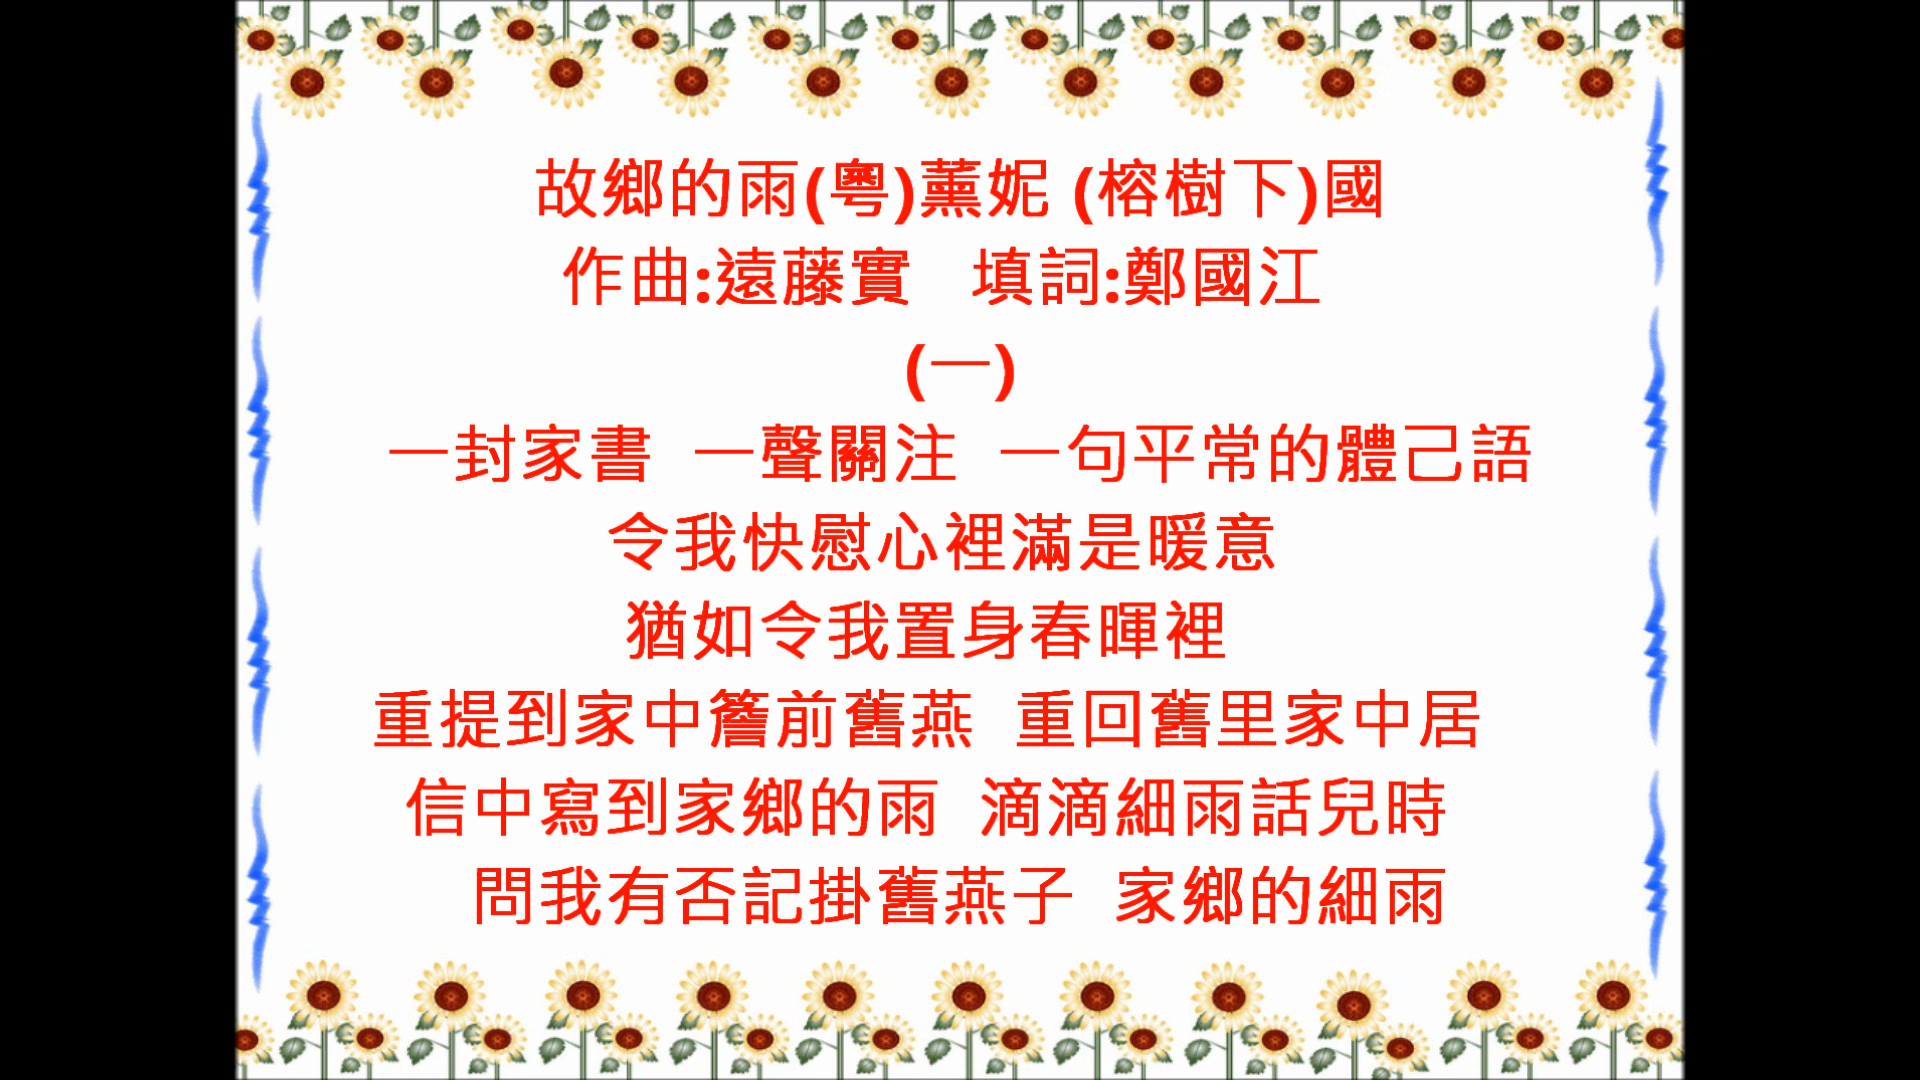 故鄉的雨(粵)薰妮 (榕樹下)國
作曲:遠藤實 填詞:鄭國江
(一)
一封家書 一聲關注 一句平常的體己語
令我快慰心裡滿是暖意
猶如令我置身春暉裡
重提到家中簷前舊燕 重回舊里家中居
信中寫到家鄉的雨 滴滴細雨話兒時
問我有否記掛舊燕子 家鄉的細雨